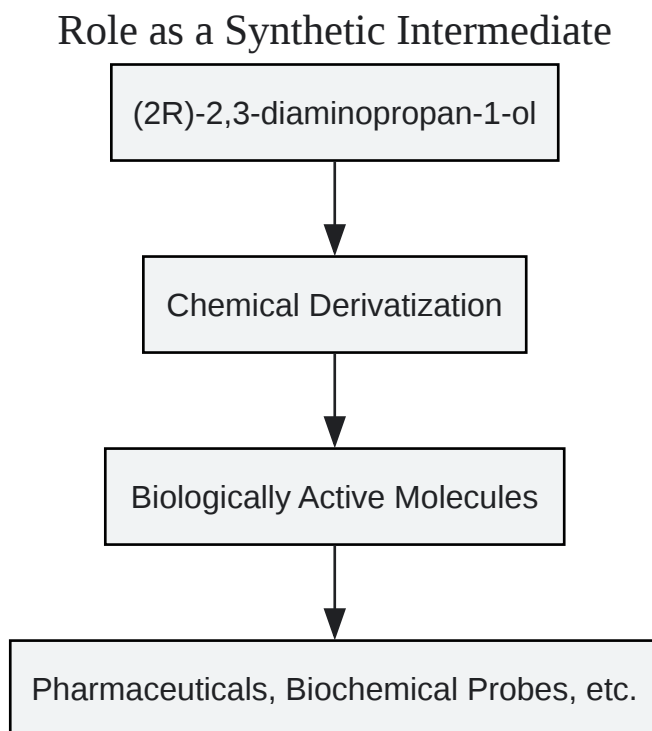 Role as a Synthetic Intermediate
(2R)-2,3-diaminopropan-1-ol
Chemical Derivatization
Biologically Active Molecules
Pharmaceuticals, Biochemical Probes, etc.